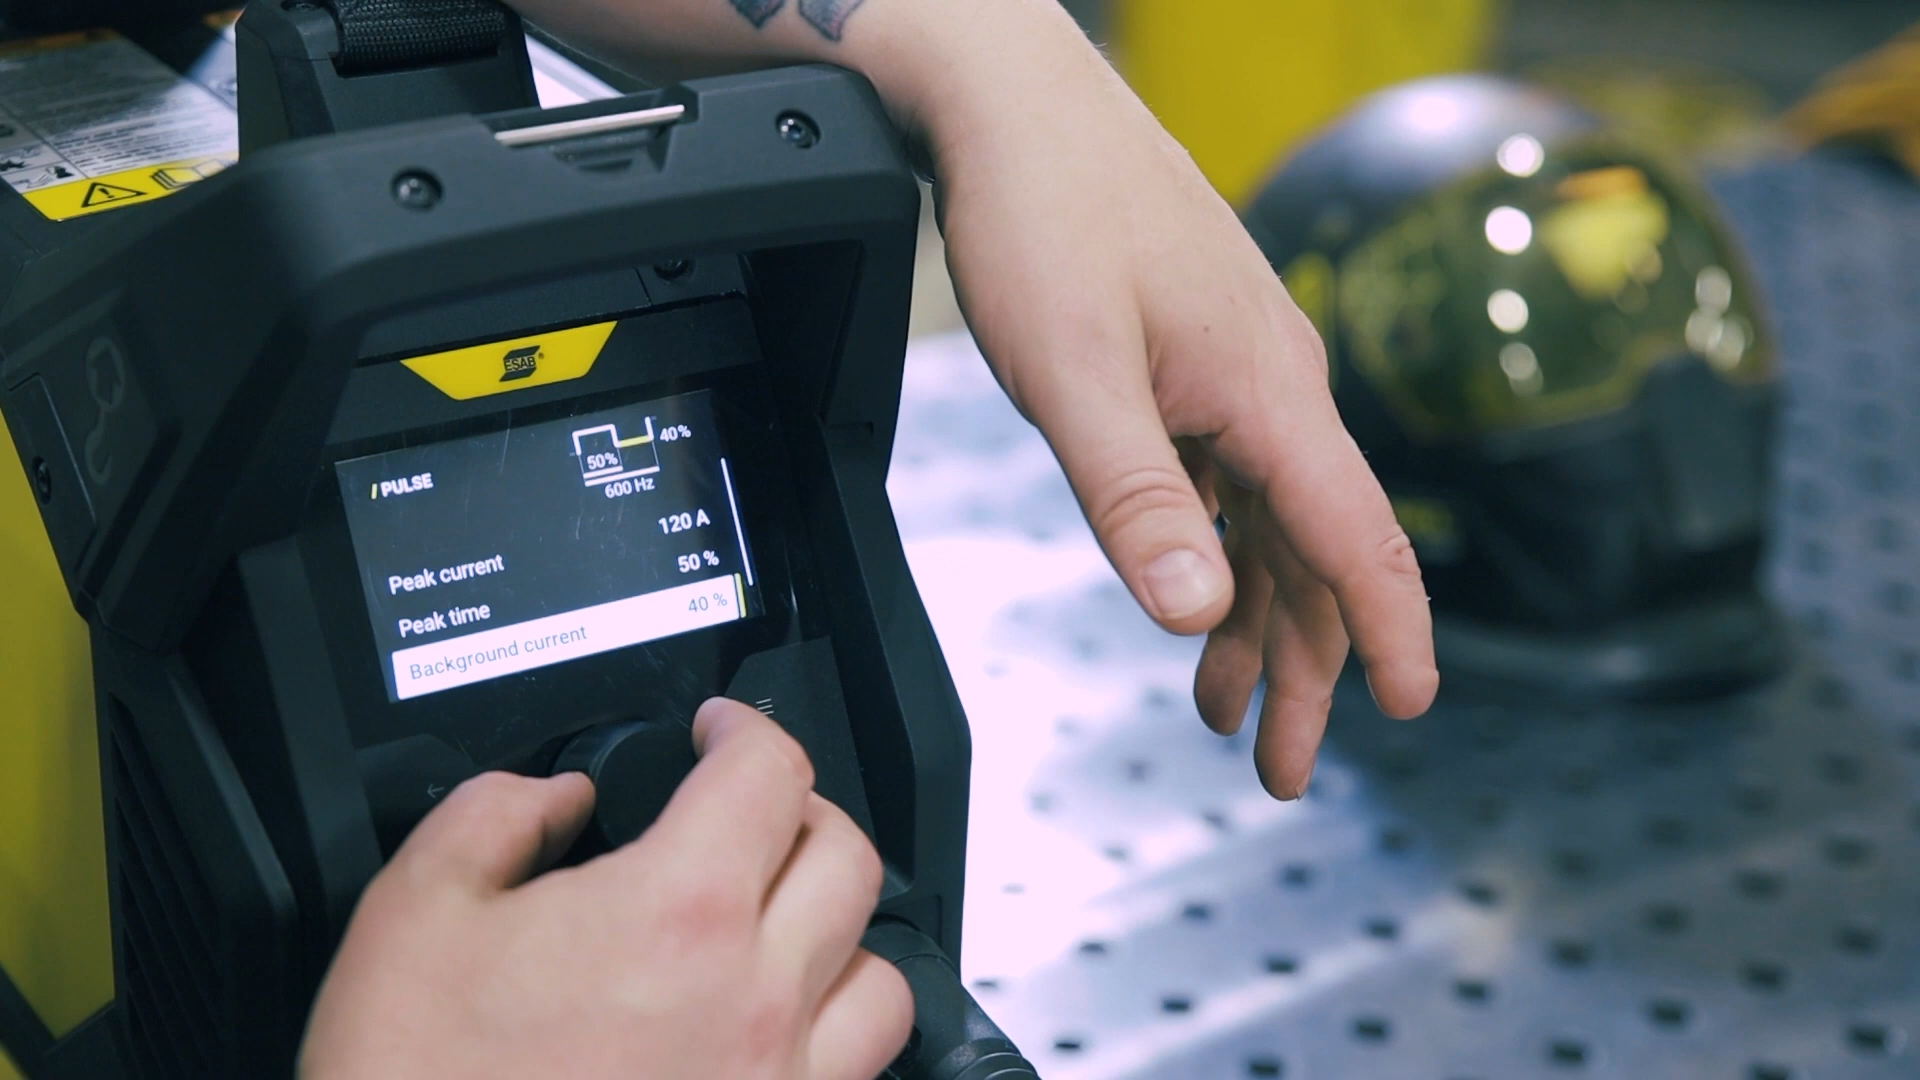 ESAB
/ PULSE
40%
50%
600 Hz
Peak current 120 A
Peak time 50 %
Background current 40 %